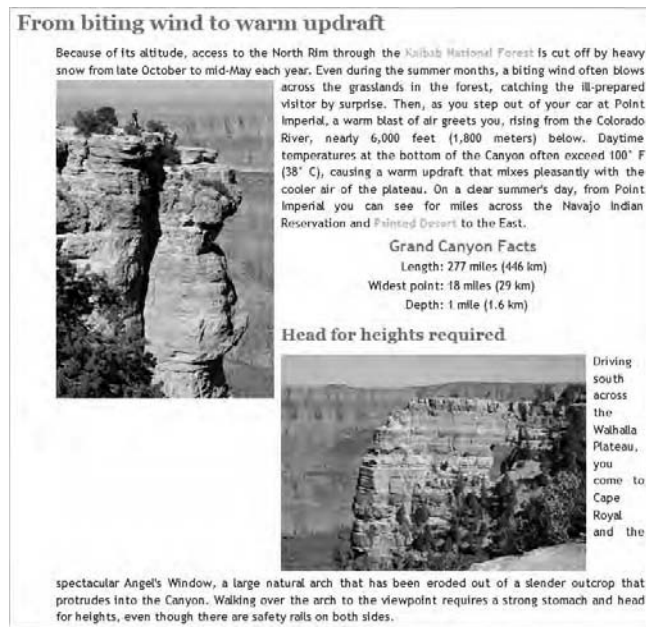 From biting wind to warm updraft
Because of its altitude, access to the North Rim through the Kaibab National Forest is cut off by heavy
snow from late October to mid-May each year. Even during the summer months, a biting wind often blows
across the grasslands in the forest, catching the ill-prepared
visitor by surprise. Then, as you step out of your car at Point
Imperial, a warm blast of air greets you, rising from the Colorado
River, nearly 6,000 feet (1,800 meters) below. Daytime
temperatures at the bottom of the Canyon often exceed 100° F
(38° C), causing a warm updraft that mixes pleasantly with the
cooler air of the plateau. On a clear summer's day, from Point
Imperial you can see for miles across the Navajo Indian
Reservation and Painted Desert to the East.
Grand Canyon Facts
Length: 277 miles (446 km)
Widest point: 18 miles (29 km)
Depth: 1 mile (1.6 km)
Head for heights required
Driving
south
across
the
Walhalla
Plateau,
you
come to
Cape
Royal
and the
spectacular Angel's Window, a large natural arch that has been eroded out of a slender outcrop that
protrudes into the Canyon. Walking over the arch to the viewpoint requires a strong stomach and head
for heights, even though there are safety rails on both sides.